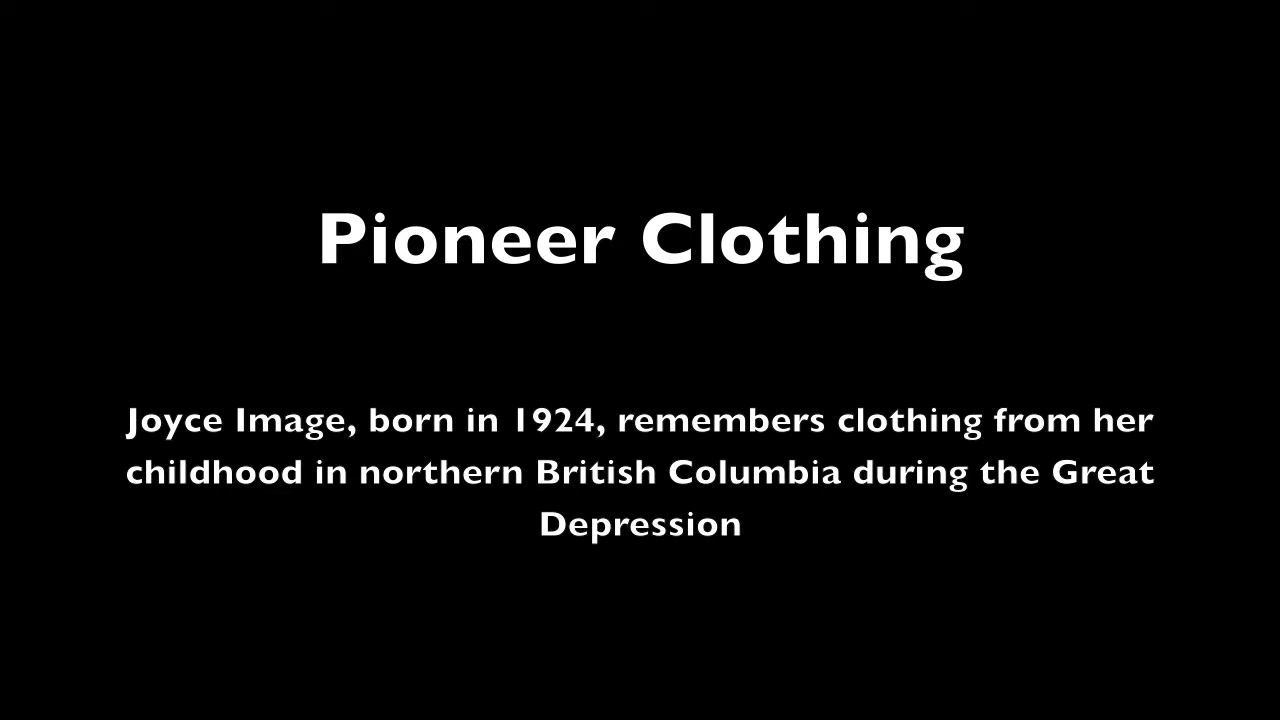 Pioneer Clothing
Joyce Image, born in 1924, remembers clothing from her
childhood in northern British Columbia during the Great
Depression